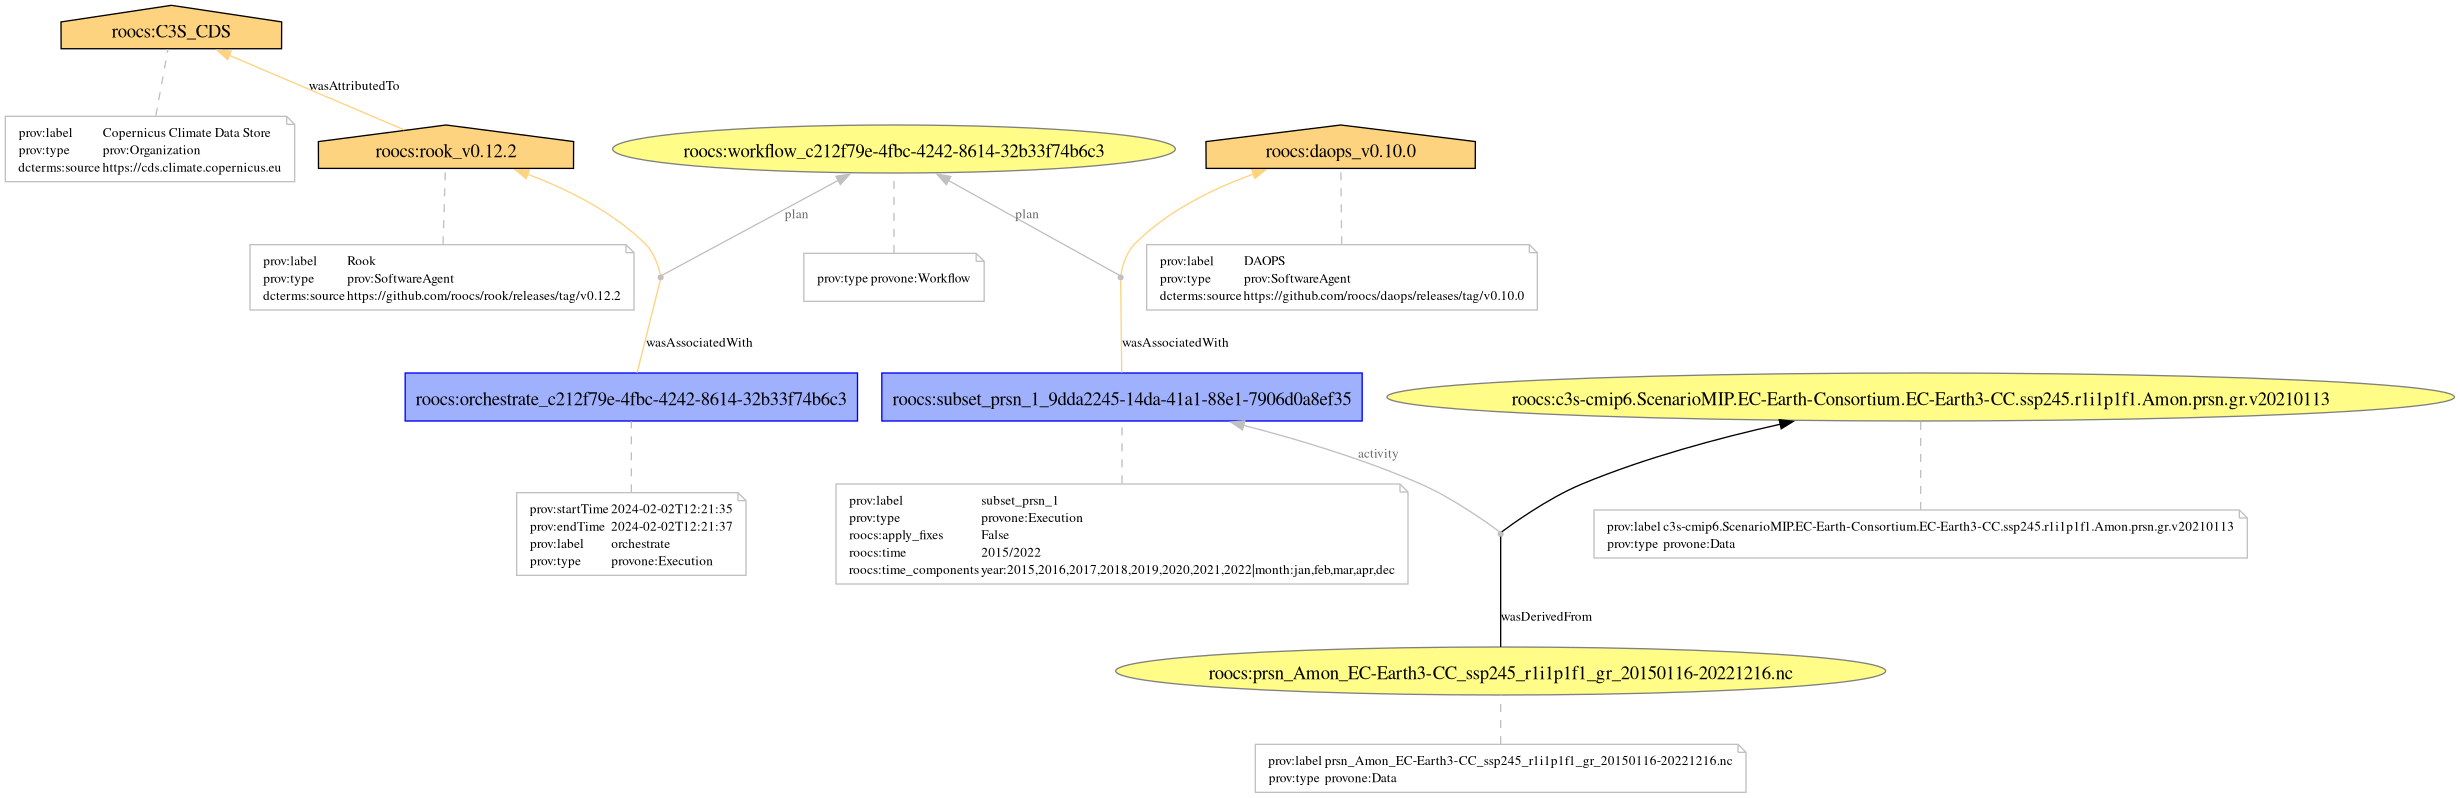 roocs:C3S_CDS
wasAttributedTo
prov:label Copernicus Climate Data Store
prov:type prov:Organization
dcterms:source https://cds.climate.copernicus.eu
roocs:rook_v0.12.2
roocs:workflow_c212f79e-4fbc-4242-8614-32b33f74b6c3
roocs:daops_v0.10.0
plan
plan
prov:label Rook
prov:type prov:SoftwareAgent
dcterms:source https://github.com/roocs/rook/releases/tag/v0.12.2
prov:type provone:Workflow
prov:label DAOPS
prov:type prov:SoftwareAgent
dcterms:source https://github.com/roocs/daops/releases/tag/v0.10.0
wasAssociatedWith
wasAssociatedWith
roocs:orchestrate_c212f79e-4fbc-4242-8614-32b33f74b6c3
roocs:subset_prsn_1_9dda2245-14da-41a1-88e1-7906d0a8ef35
roocs:c3s-cmip6.ScenarioMIP.EC-Earth-Consortium.EC-Earth3-CC.ssp245.r1i1p1f1.Amon.prsn.gr.v20210113
activity
prov:startTime 2024-02-02T12:21:35
prov:endTime 2024-02-02T12:21:37
prov:label orchestrate
prov:type provone:Execution
prov:label subset_prsn_1
prov:type provone:Execution
roocs:apply_fixes False
roocs:time 2015/2022
roocs:time_components year:2015,2016,2017,2018,2019,2020,2021,2022|month:jan,feb,mar,apr,dec
prov:label c3s-cmip6.ScenarioMIP.EC-Earth-Consortium.EC-Earth3-CC.ssp245.r1i1p1f1.Amon.prsn.gr.v20210113
prov:type provone:Data
wasDerivedFrom
roocs:prsn_Amon_EC-Earth3-CC_ssp245_r1i1p1f1_gr_20150116-20221216.nc
prov:label prsn_Amon_EC-Earth3-CC_ssp245_r1i1p1f1_gr_20150116-20221216.nc
prov:type provone:Data